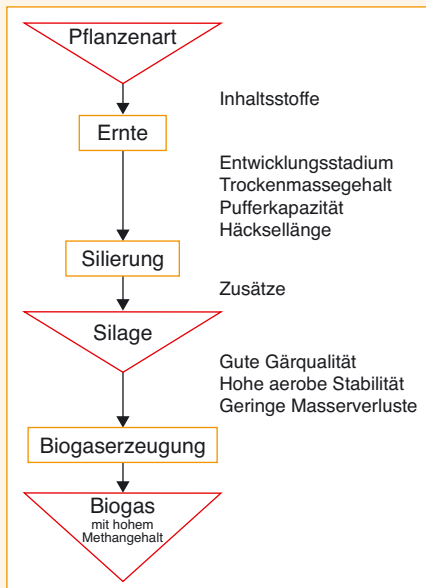 Pflanzenart
Inhaltsstoffe
Ernte
Entwicklungsstadium
Trockenmassegehalt
Pufferkapazität
Häcksellänge
Silierung
Zusätze
Silage
Gute Gärqualität
Hohe aerobe Stabilität
Geringe Masserverluste
Biogaserzeugung
Biogas
mit hohem
Methangehalt